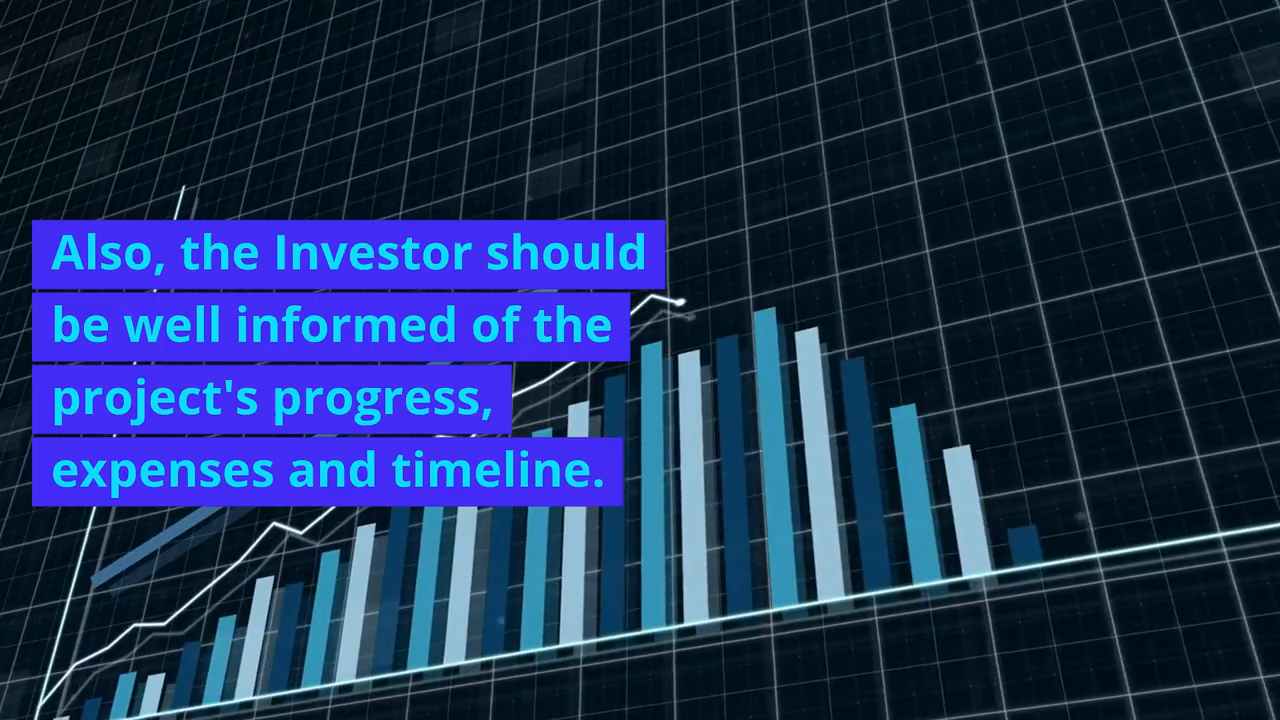 Also, the Investor should
be well informed of the
project's progress,
expenses and timeline.